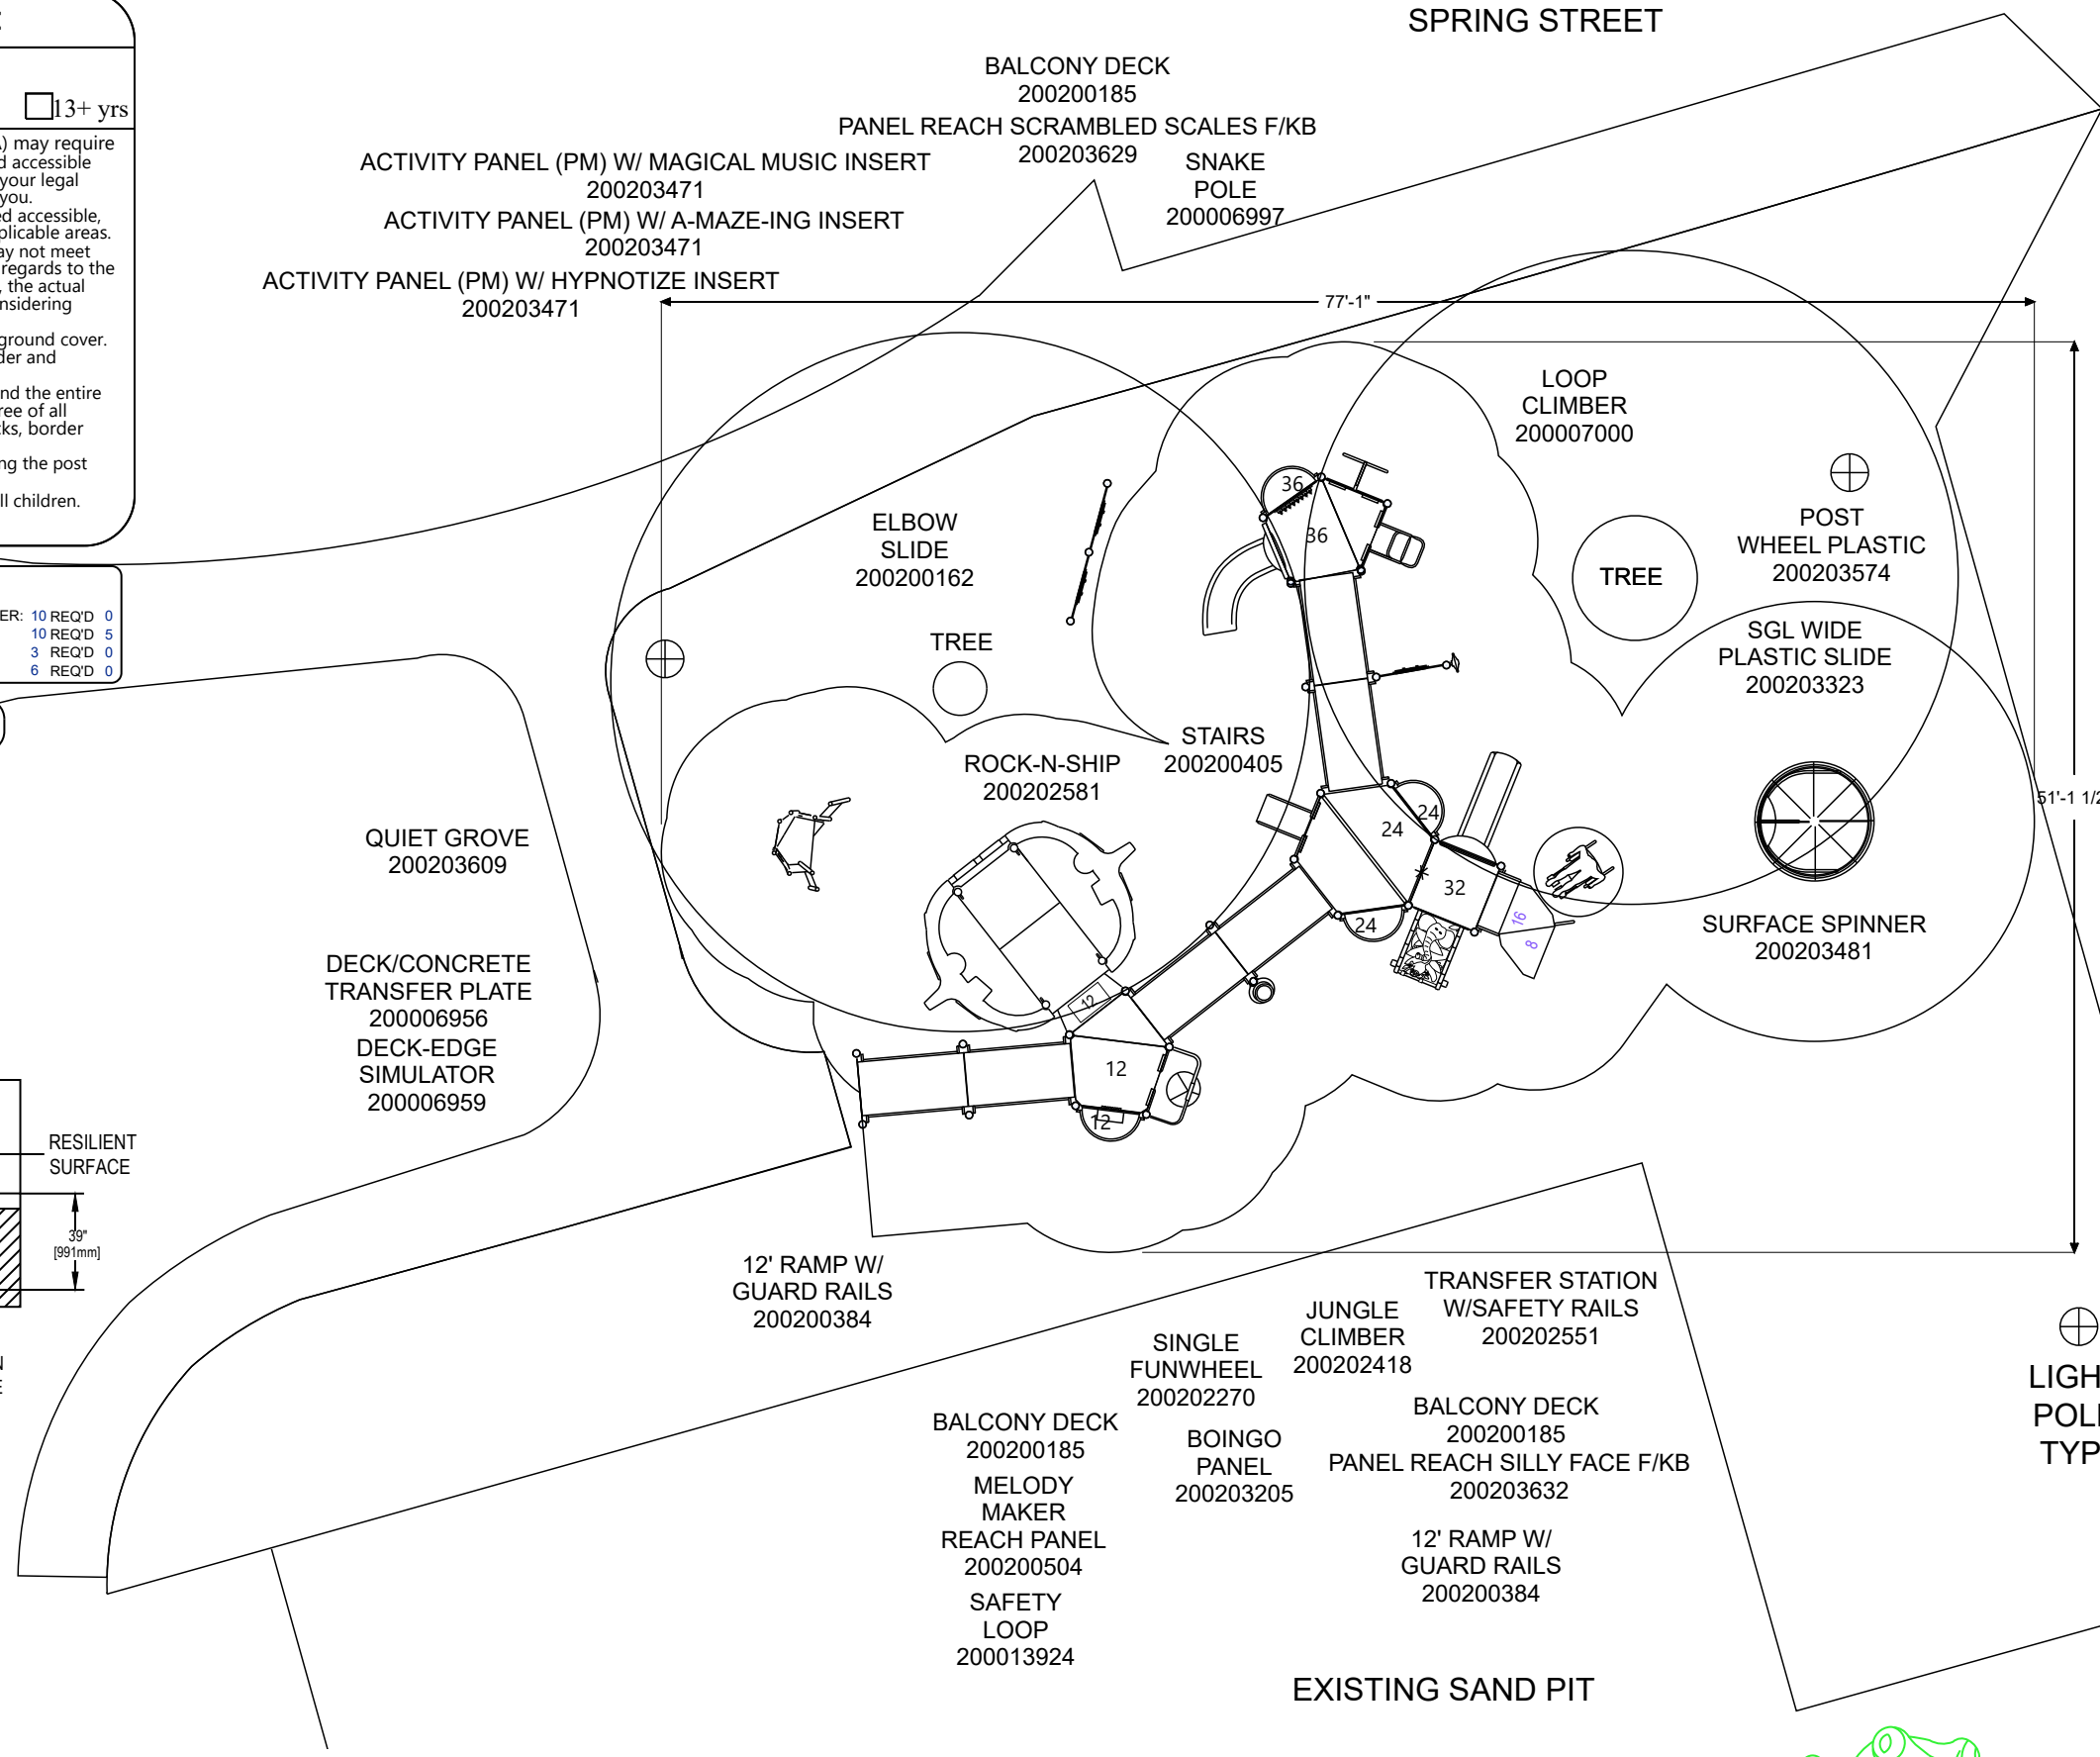 SPRING STREET
13+ yrs
may require
accessible
your legal
you.
accessible,
plicable areas.
ay not meet
regards to the
, the actual
nsidering
ground cover.
der and
nd the entire
ree of all
cks, border
ng the post
ll children.
ER: 10 REQ'D 0
10 REQ'D 5
3 REQ'D 0
6 REQ'D 0
BALCONY DECK
200200185
PANEL REACH SCRAMBLED SCALES F/KB
200203629
SNAKE
POLE
200006997
ACTIVITY PANEL (PM) W/ MAGICAL MUSIC INSERT
200203471
ACTIVITY PANEL (PM) W/ A-MAZE-ING INSERT
200203471
ACTIVITY PANEL (PM) W/ HYPNOTIZE INSERT
200203471
77'-1"
LOOP
CLIMBER
200007000
POST
WHEEL PLASTIC
200203574
TREE
SGL WIDE
PLASTIC SLIDE
200203323
51'-1 1/2
ELBOW
SLIDE
200200162
36
36
TREE
STAIRS
200200405
ROCK-N-SHIP
200202581
QUIET GROVE
200203609
24
24
24
32
16
8
SURFACE SPINNER
200203481
DECK/CONCRETE
TRANSFER PLATE
200006956
DECK-EDGE
SIMULATOR
200006959
12
12
12
RESILIENT
SURFACE
39"
[991mm]
12' RAMP W/
GUARD RAILS
200200384
TRANSFER STATION
W/SAFETY RAILS
200202551
JUNGLE
CLIMBER
200202418
SINGLE
FUNWHEEL
200202270
BALCONY DECK
200200185
MELODY
MAKER
REACH PANEL
200200504
SAFETY
LOOP
200013924
BOINGO
PANEL
200203205
BALCONY DECK
200200185
PANEL REACH SILLY FACE F/KB
200203632
12' RAMP W/
GUARD RAILS
200200384
LIGH
POL
TYP
EXISTING SAND PIT